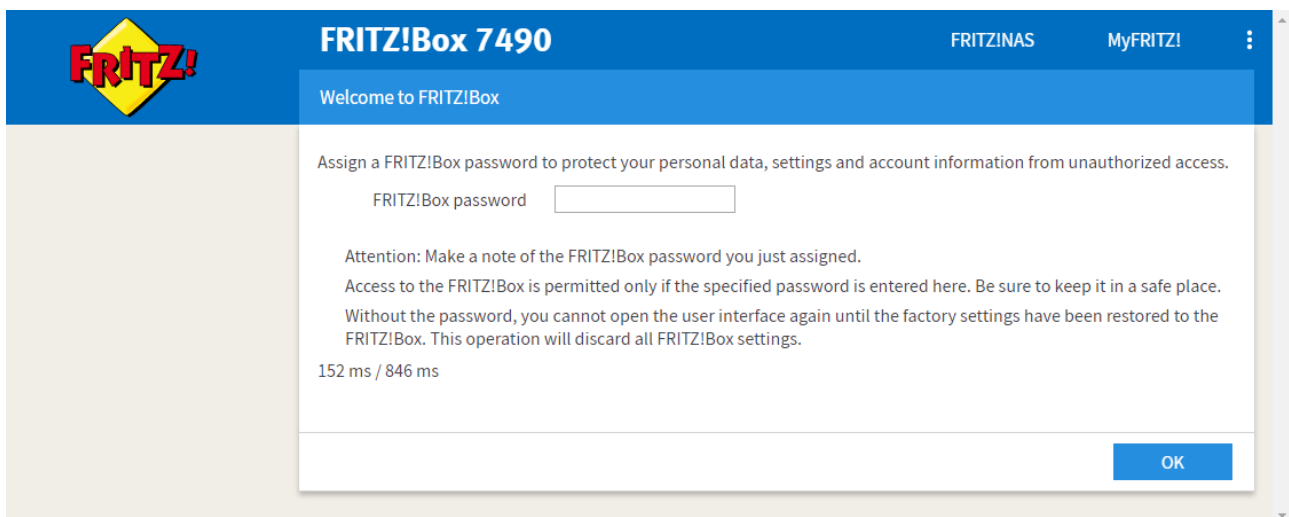 FRITZ!
FRITZ!Box 7490
FRITZ!NAS
MyFRITZ!
Welcome to FRITZ!Box
Assign a FRITZ!Box password to protect your personal data, settings and account information from unauthorized access.
FRITZ!Box password
Attention: Make a note of the FRITZ!Box password you just assigned.
Access to the FRITZ!Box is permitted only if the specified password is entered here. Be sure to keep it in a safe place.
Without the password, you cannot open the user interface again until the factory settings have been restored to the
FRITZ!Box. This operation will discard all FRITZ!Box settings.
152 ms / 846 ms
OK